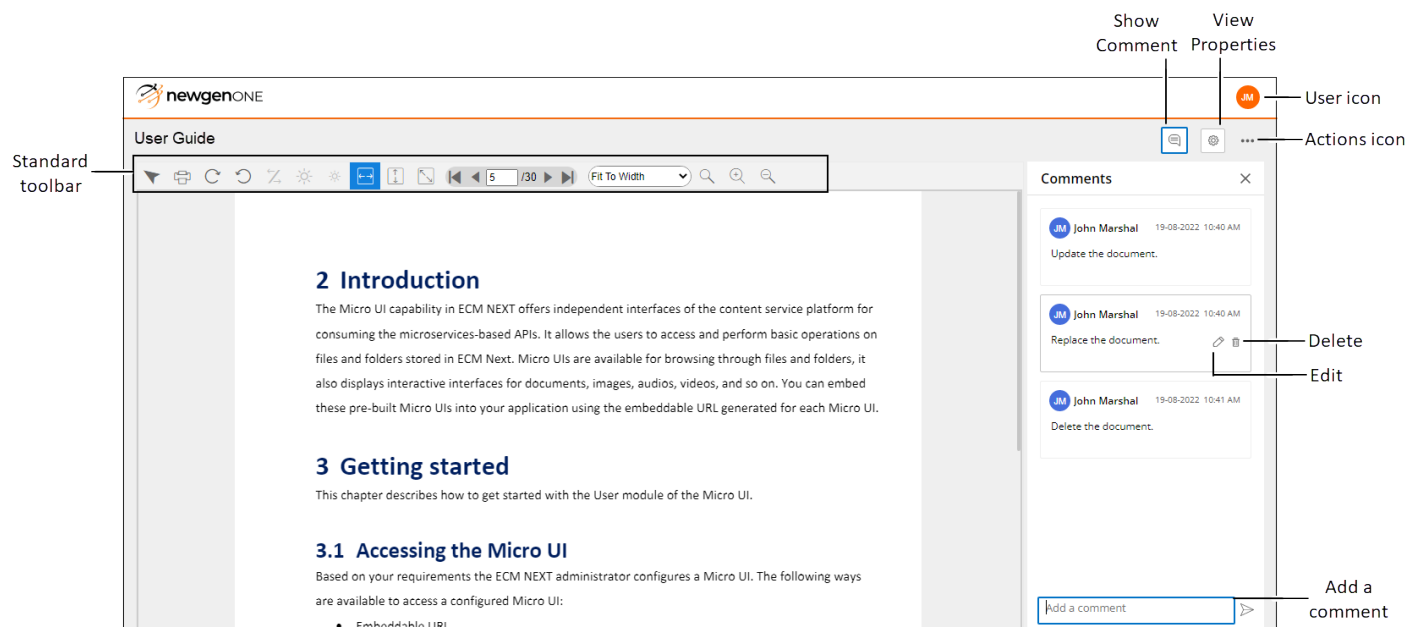 Show
Comment
View
Properties
newgenONE
JM
User icon
User Guide
Actions icon
Standard
toolbar
5 /30 Fit To Width
Comments
JM John Marshal 19-08-2022 10:40 AM
Update the document.
2 Introduction
The Micro UI capability in ECM NEXT offers independent interfaces of the content service platform for
consuming the microservices-based APIs. It allows the users to access and perform basic operations on
files and folders stored in ECM Next. Micro UIs are available for browsing through files and folders, it
also displays interactive interfaces for documents, images, audios, videos, and so on. You can embed
these pre-built Micro UIs into your application using the embeddable URL generated for each Micro UI.
JM John Marshal 19-08-2022 10:40 AM
Replace the document.
Delete
Edit
JM John Marshal 19-08-2022 10:41 AM
Delete the document.
3 Getting started
This chapter describes how to get started with the User module of the Micro UI.
3.1 Accessing the Micro UI
Based on your requirements the ECM NEXT administrator configures a Micro UI. The following ways
are available to access a configured Micro UI:
• Embeddable URL
Add a comment
Add a
comment